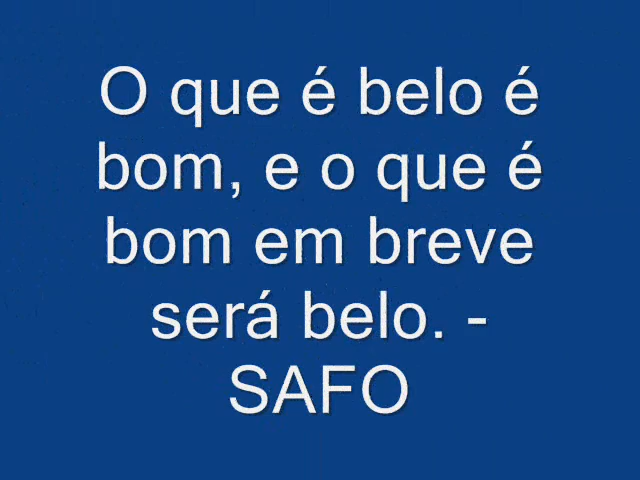 O que é belo é
bom, e o que é
bom em breve
será belo. -
SAFO